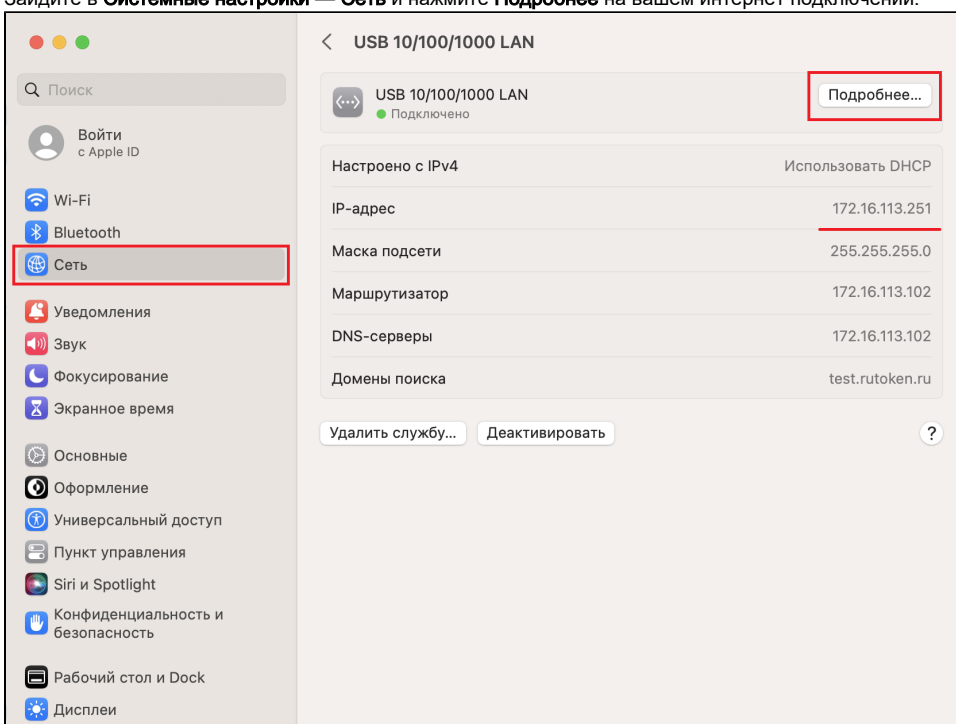 Зайдите в Системные настройки — Сеть и нажмите Подробнее на вашем интернет подключении.
USB 10/100/1000 LAN
Поиск
Войти
с Apple ID
Wi-Fi
Bluetooth
Сеть
Уведомления
Звук
Фокусирование
Экранное время
Основные
Оформление
Универсальный доступ
Пункт управления
Siri и Spotlight
Конфиденциальность и
безопасность
Рабочий стол и Dock
Дисплеи
USB 10/100/1000 LAN
Подключено
Подробнее...
Настроено с IPv4
Использовать DHCP
IP-адрес
172.16.113.251
Маска подсети
255.255.255.0
Маршрутизатор
172.16.113.102
DNS-серверы
172.16.113.102
Домены поиска
test.rutoken.ru
Удалить службу...
Деактивировать
?